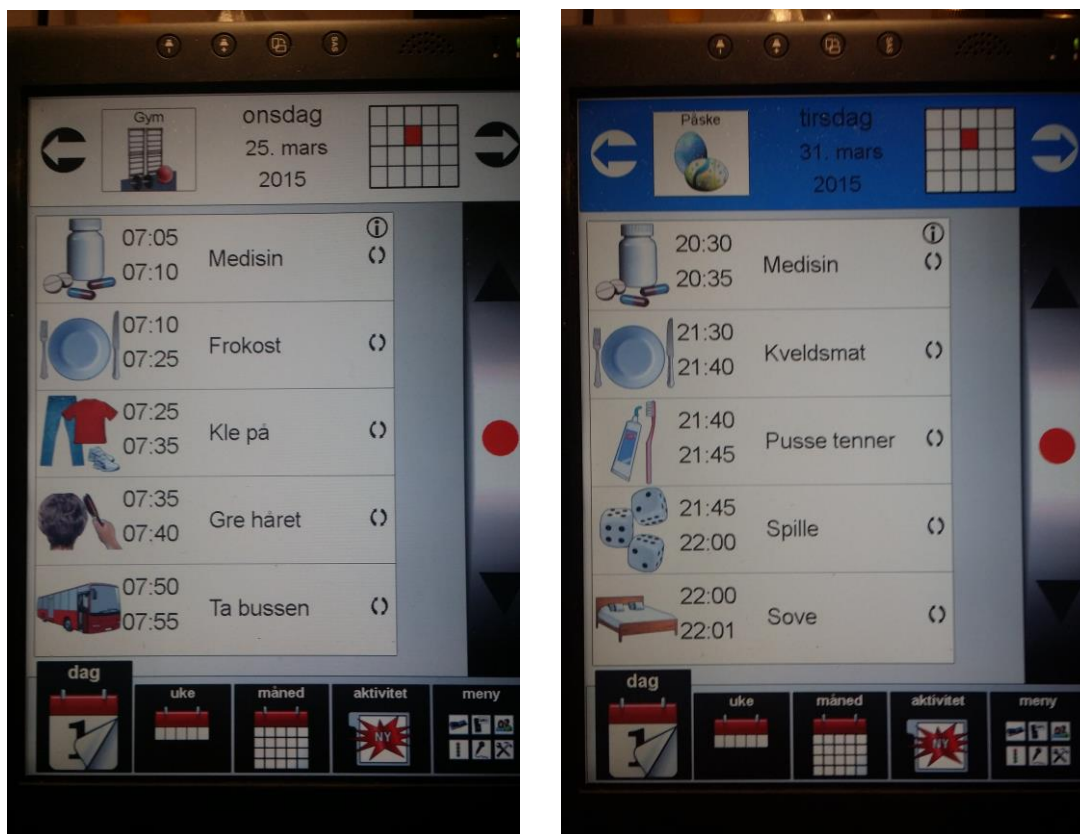 Gym
onsdag
25. mars
2015
07:05
07:10
Medisin
07:10
07:25
Frokost
07:25
07:35
Kle på
07:35
07:40
Gre håret
07:50
07:55
Ta bussen
dag
1
uke
måned
aktivitet
NY
meny
Påske
tirsdag
31. mars
2015
20:30
20:35
Medisin
21:30
21:40
Kveldsmat
21:40
21:45
Pusse tenner
21:45
22:00
Spille
22:00
22:01
Sove
dag
1
uke
måned
aktivitet
NY
meny